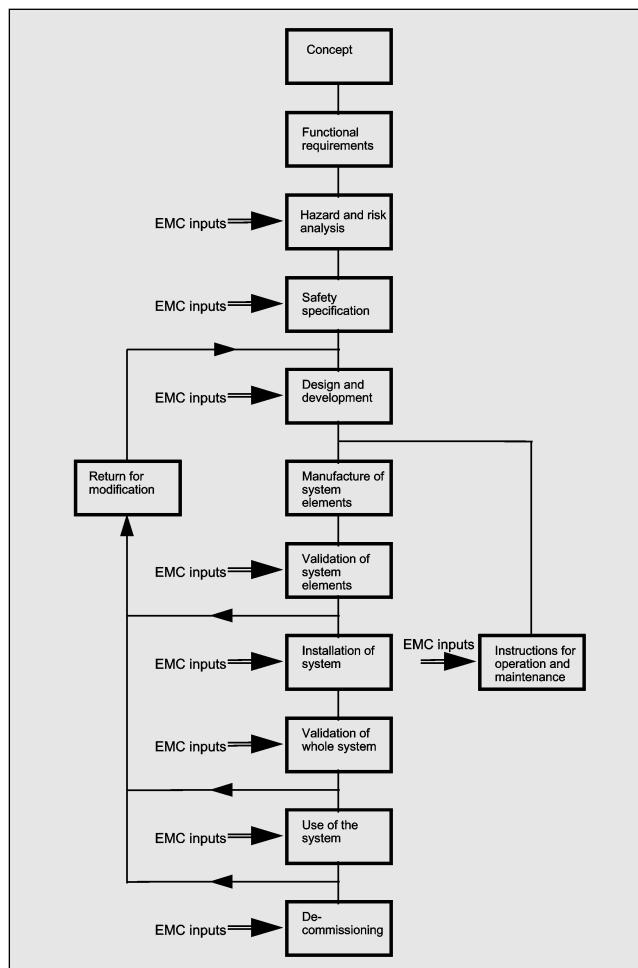 Concept
Functional
requirements
EMC inputs
Hazard and risk
analysis
EMC inputs
Safety
specification
EMC inputs
Design and
development
Return for
modification
Manufacture of
system
elements
EMC inputs
Validation of
system
elements
EMC inputs
Installation of
system
EMC inputs
Instructions for
operation and
maintenance
EMC inputs
Validation of
whole system
EMC inputs
Use of the
system
EMC inputs
De-
commissioning